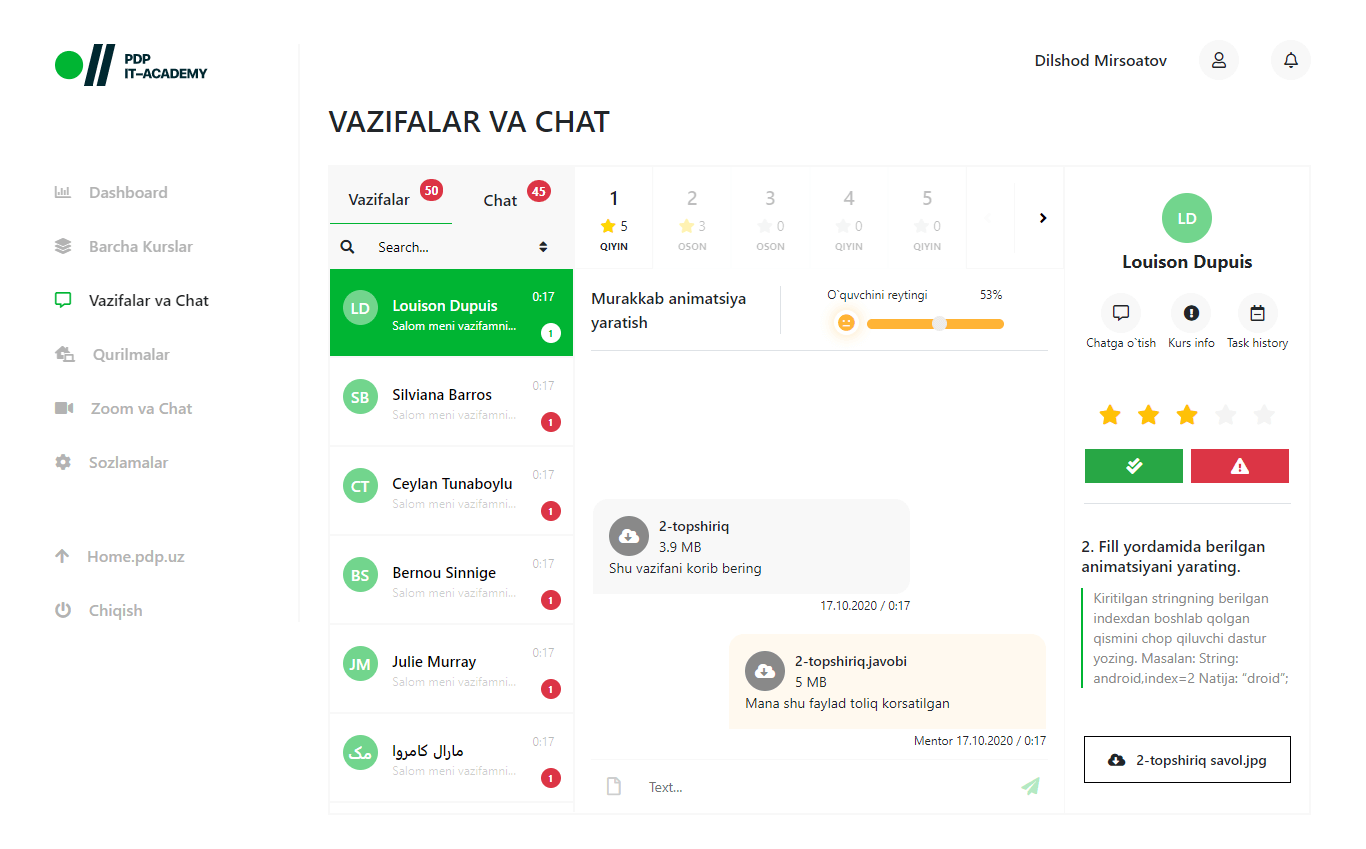 PDP
IT-ACADEMY
Dashboard
Barcha Kurslar
Vazifalar va Chat
Qurilmalar
Zoom va Chat
Sozlamalar
Home.pdp.uz
Chiqish
Dilshod Mirsoatov
VAZIFALAR VA CHAT
Vazifalar 50
Chat 45
Search...
LD
Louison Dupuis 0:17
Salom meni vazifamni... 1
SB
Silviana Barros 0:17
Salom meni vazifamni... 1
CT
Ceylan Tunaboylu 0:17
Salom meni vazifamni... 1
BS
Bernou Sinnige 0:17
Salom meni vazifamni... 1
JM
Julie Murray 0:17
Salom meni vazifamni... 1
مک
مارال کامروا 0:17
Salom meni vazifamni... 1
1 2 3 4 5
5 3 0 0 0
QIYIN OSON OSON QIYIN QIYIN
Murakkab animatsiya
yaratish
O`quvchini reytingi 53%
2-topshiriq
3.9 MB
Shu vazifani korib bering
17.10.2020 / 0:17
2-topshiriq.javobi
5 MB
Mana shu faylad toliq korsatilgan
Mentor 17.10.2020 / 0:17
Text...
LD
Louison Dupuis
Chatga o`tish Kurs info Task history
2. Fill yordamida berilgan
animatsiyani yarating.
Kiritilgan stringning berilgan
indexdan boshlab qolgan
qismini chop qiluvchi dastur
yozing. Masalan: String:
android,index=2 Natija: “droid”;
2-topshiriq savol.jpg